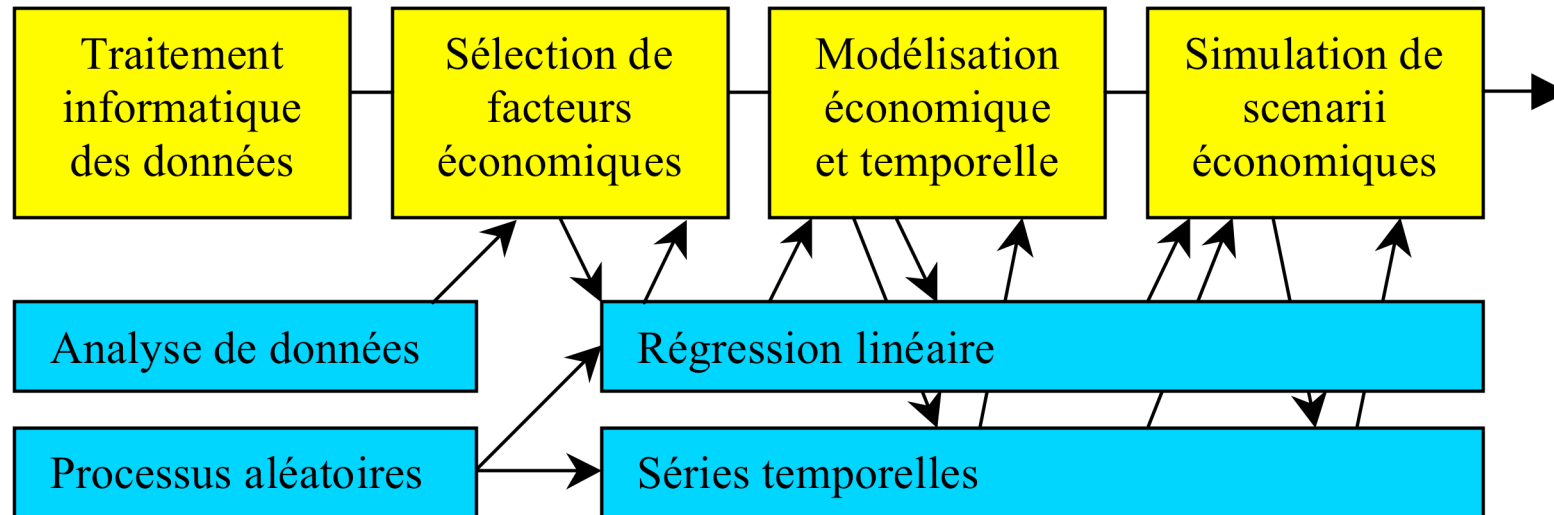 Traitement
informatique
des données
Sélection de
facteurs
économiques
Modélisation
économique
et temporelle
Simulation de
scenarii
économiques
Analyse de données
Régression linéaire
Processus aléatoires
Séries temporelles